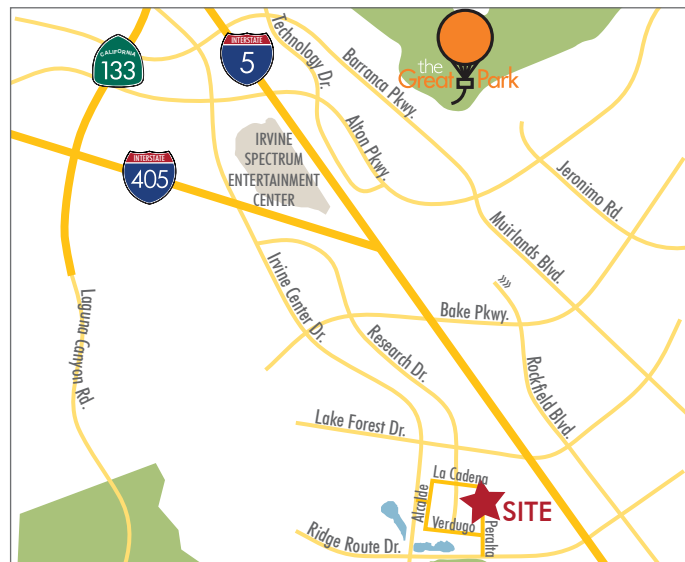 CALIFORNIA
133
INTERSTATE
5
Technology Dr.
Barranca Pkwy.
the
Great Park
INTERSTATE
405
IRVINE
SPECTRUM
ENTERTAINMENT
CENTER
Alton Pkwy.
Jeronimo Rd.
Muirlands Blvd.
Laguna Canyon Rd.
Irvine Center Dr.
»»
Bake Pkwy.
Research Dr.
Rockfield Blvd.
Lake Forest Dr.
La Cadena
Alcalde
SITE
Verdugo
Peralta
Ridge Route Dr.